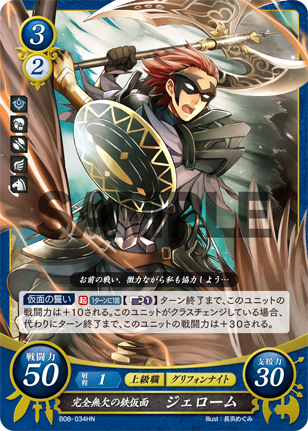 3
2
SAMPLE
お前の戦い、微力ながら私も協力しよう…
仮面の誓い 起 1ターンに1回 [1] ターン終了まで、このユニットの
戦闘力は+10される。このユニットがクラスチェンジしている場合、
代わりにターン終了まで、このユニットの戦闘力は+30される。
戦闘力
50
射程 1 上級職 グリフォンナイト
支援力
30
完全無欠の鉄仮面 ジェローム
B08-034HN
Illust:長浜めぐみ